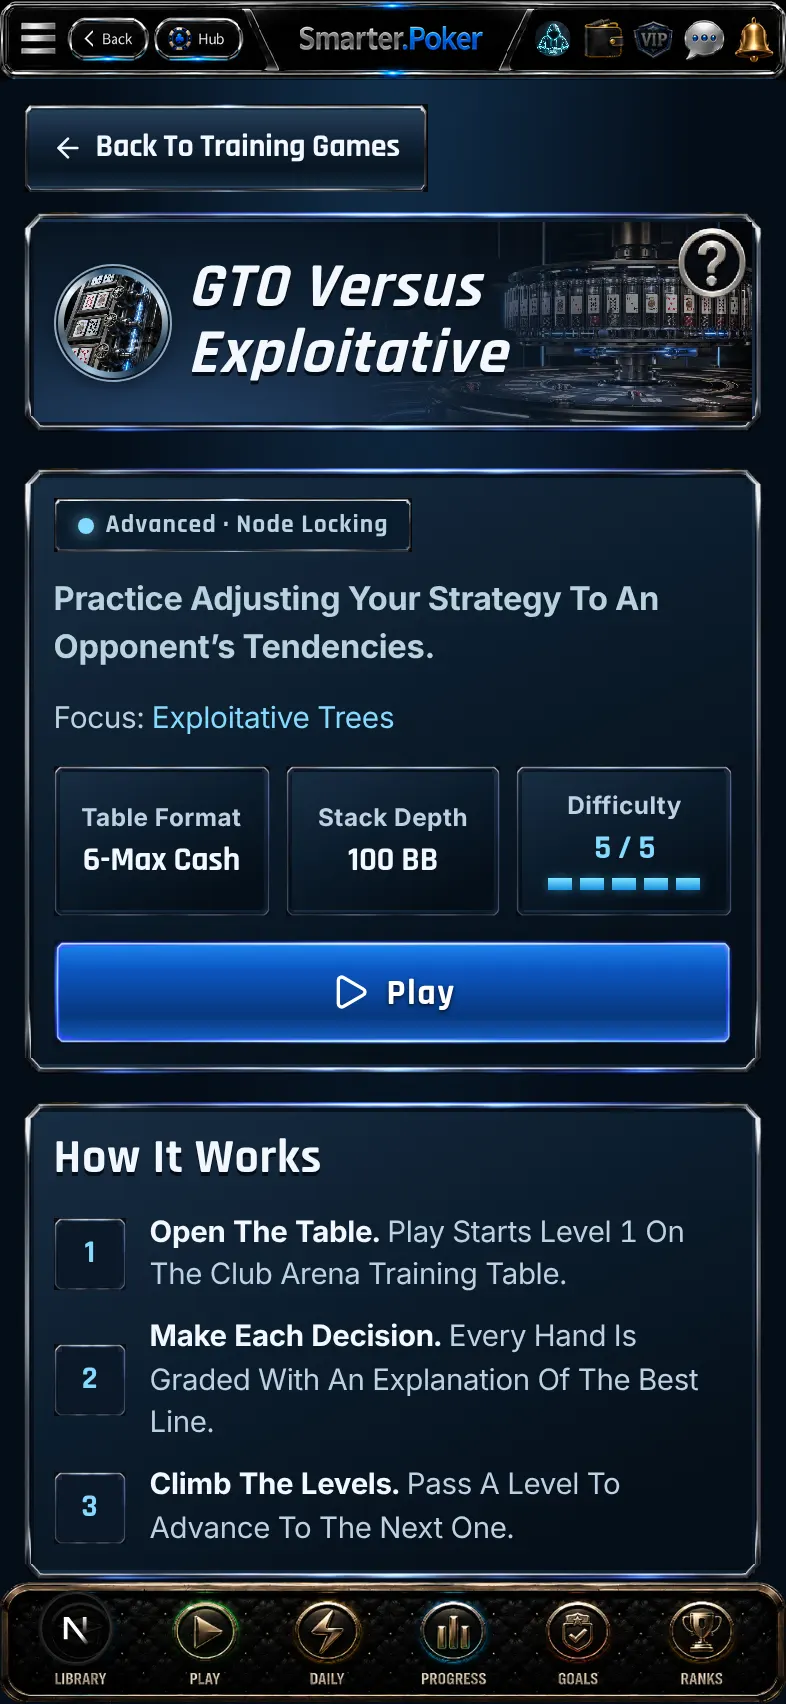 Back
Hub
Smarter.Poker
VIP
Back To Training Games
GTO Versus
Exploitative
?
Advanced · Node Locking
Practice Adjusting Your Strategy To An
Opponent’s Tendencies.
Focus: Exploitative Trees
Table Format
6-Max Cash
Stack Depth
100 BB
Difficulty
5 / 5
Play
How It Works
1
Open The Table. Play Starts Level 1 On
The Club Arena Training Table.
2
Make Each Decision. Every Hand Is
Graded With An Explanation Of The Best
Line.
3
Climb The Levels. Pass A Level To
Advance To The Next One.
N
LIBRARY
PLAY
DAILY
PROGRESS
GOALS
RANKS